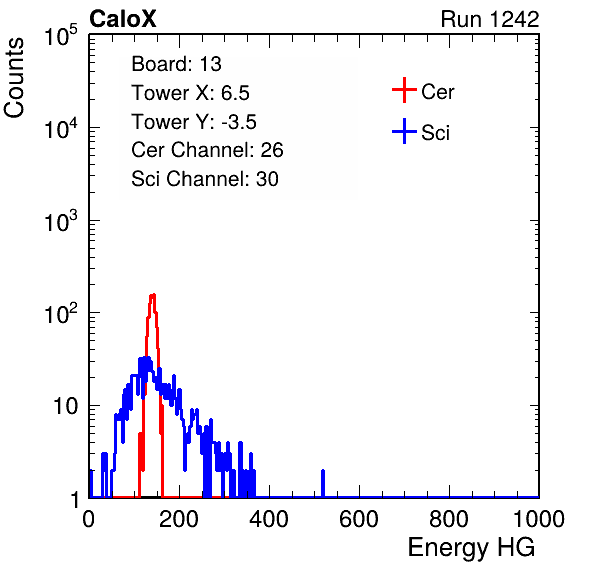 CaloX Run 1242
Counts
Board: 13
Tower X: 6.5
Tower Y: -3.5
Cer Channel: 26
Sci Channel: 30
Cer
Sci
10^5
10^4
10^3
10^2
10
1
0 200 400 600 800 1000
Energy HG